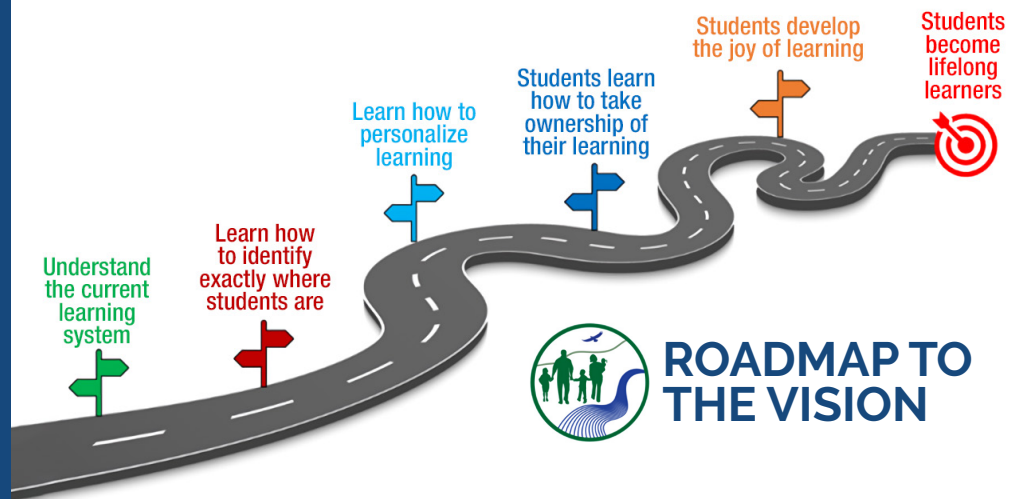 Understand
the current
learning
system
Learn how
to identify
exactly where
students are
Learn how to
personalize
learning
Students learn
how to take
ownership of
their learning
Students develop
the joy of learning
Students
become
lifelong
learners
ROADMAP TO
THE VISION